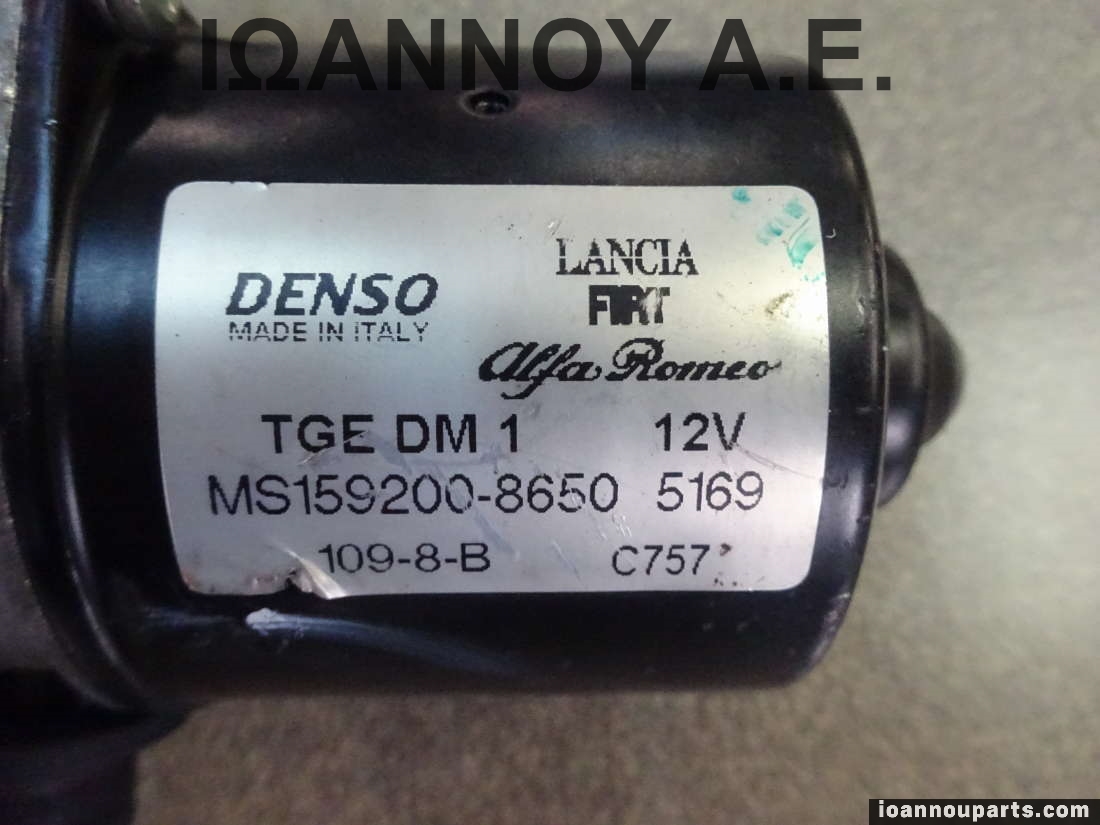 ΙΩΑΝΝΟΥ Α.Ε.
DENSO
MADE IN ITALY
LANCIA
FIAT
Alfa Romeo
TGE DM 1 12V
MS159200-8650 5169
109-8-B C757
ioannouparts.com